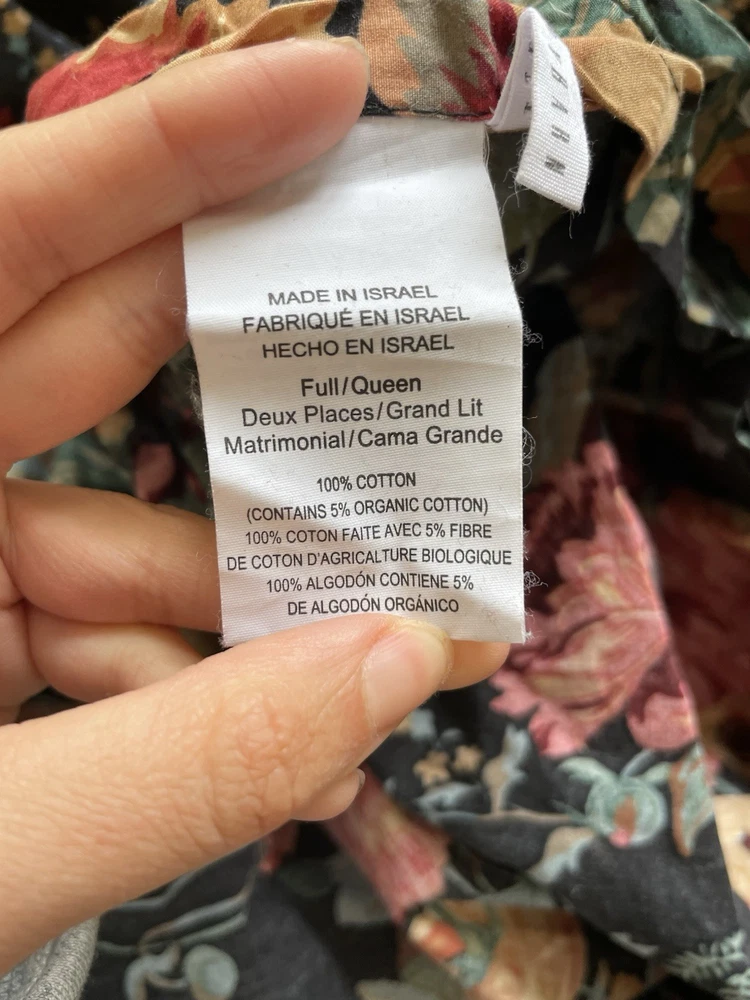 MADE IN ISRAEL
FABRIQUÉ EN ISRAEL
HECHO EN ISRAEL
Full/Queen
Deux Places/Grand Lit
Matrimonial/Cama Grande
100% COTTON
(CONTAINS 5% ORGANIC COTTON)
100% COTON FAITE AVEC 5% FIBRE
DE COTON D'AGRICALTURE BIOLOGIQUE
100% ALGODÓN CONTIENE 5%
DE ALGODÓN ORGÁNICO